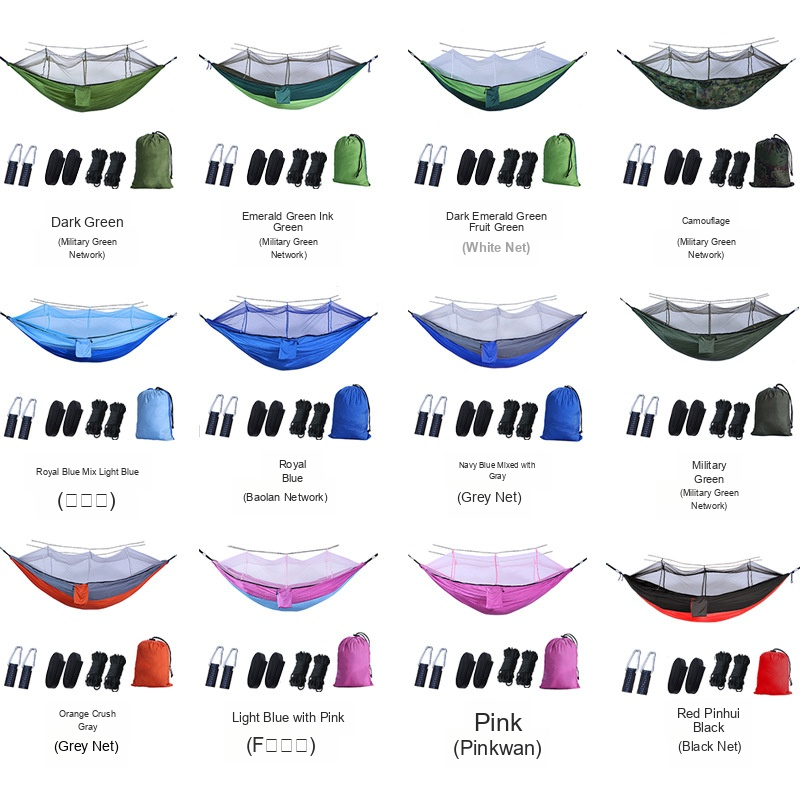 Dark Green
(Military Green
Network)
Emerald Green Ink
Green
(Military Green
Network)
Dark Emerald Green
Fruit Green
(White Net)
Camouflage
(Military Green
Network)
Royal Blue Mix Light Blue
(□□□)
Royal
Blue
(Baolan Network)
Navy Blue Mixed with
Gray
(Grey Net)
Military
Green
(Military Green
Network)
Orange Crush
Gray
(Grey Net)
Light Blue with Pink
(F□□□)
Pink
(Pinkwan)
Red Pinhui
Black
(Black Net)